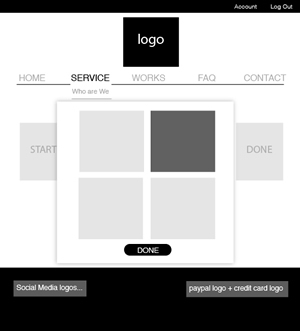 Account Log Out
logo
HOME SERVICE WORKS FAQ CONTACT
Who are We
START DONE
DONE
Social Media logos... paypal logo + credit card logo